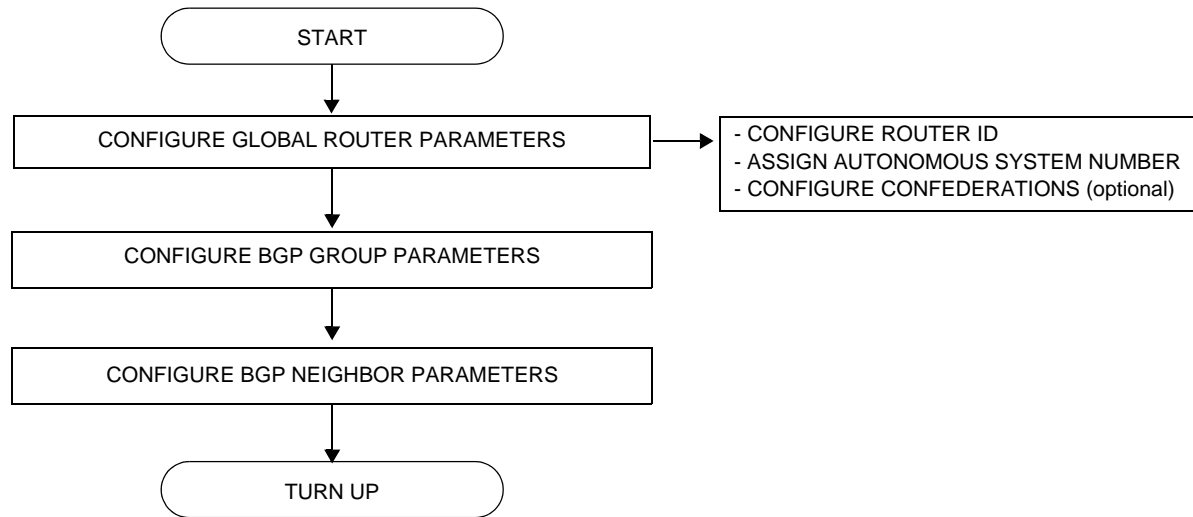 START
CONFIGURE GLOBAL ROUTER PARAMETERS
- CONFIGURE ROUTER ID
- ASSIGN AUTONOMOUS SYSTEM NUMBER
- CONFIGURE CONFEDERATIONS (optional)
CONFIGURE BGP GROUP PARAMETERS
CONFIGURE BGP NEIGHBOR PARAMETERS
TURN UP